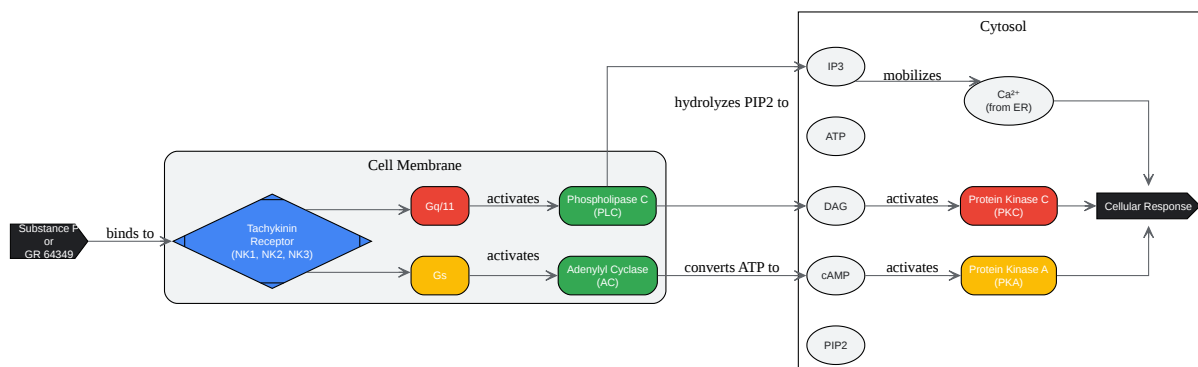 Cytosol
IP3
mobilizes
Ca²⁺
(from ER)
hydrolyzes PIP2 to
ATP
Cell Membrane
Substance P
or
GR 64349
binds to
Tachykinin
Receptor
(NK1, NK2, NK3)
Gq/11
activates
Phospholipase C
(PLC)
DAG
activates
Protein Kinase C
(PKC)
Cellular Response
Gs
activates
Adenylyl Cyclase
(AC)
converts ATP to
cAMP
activates
Protein Kinase A
(PKA)
PIP2